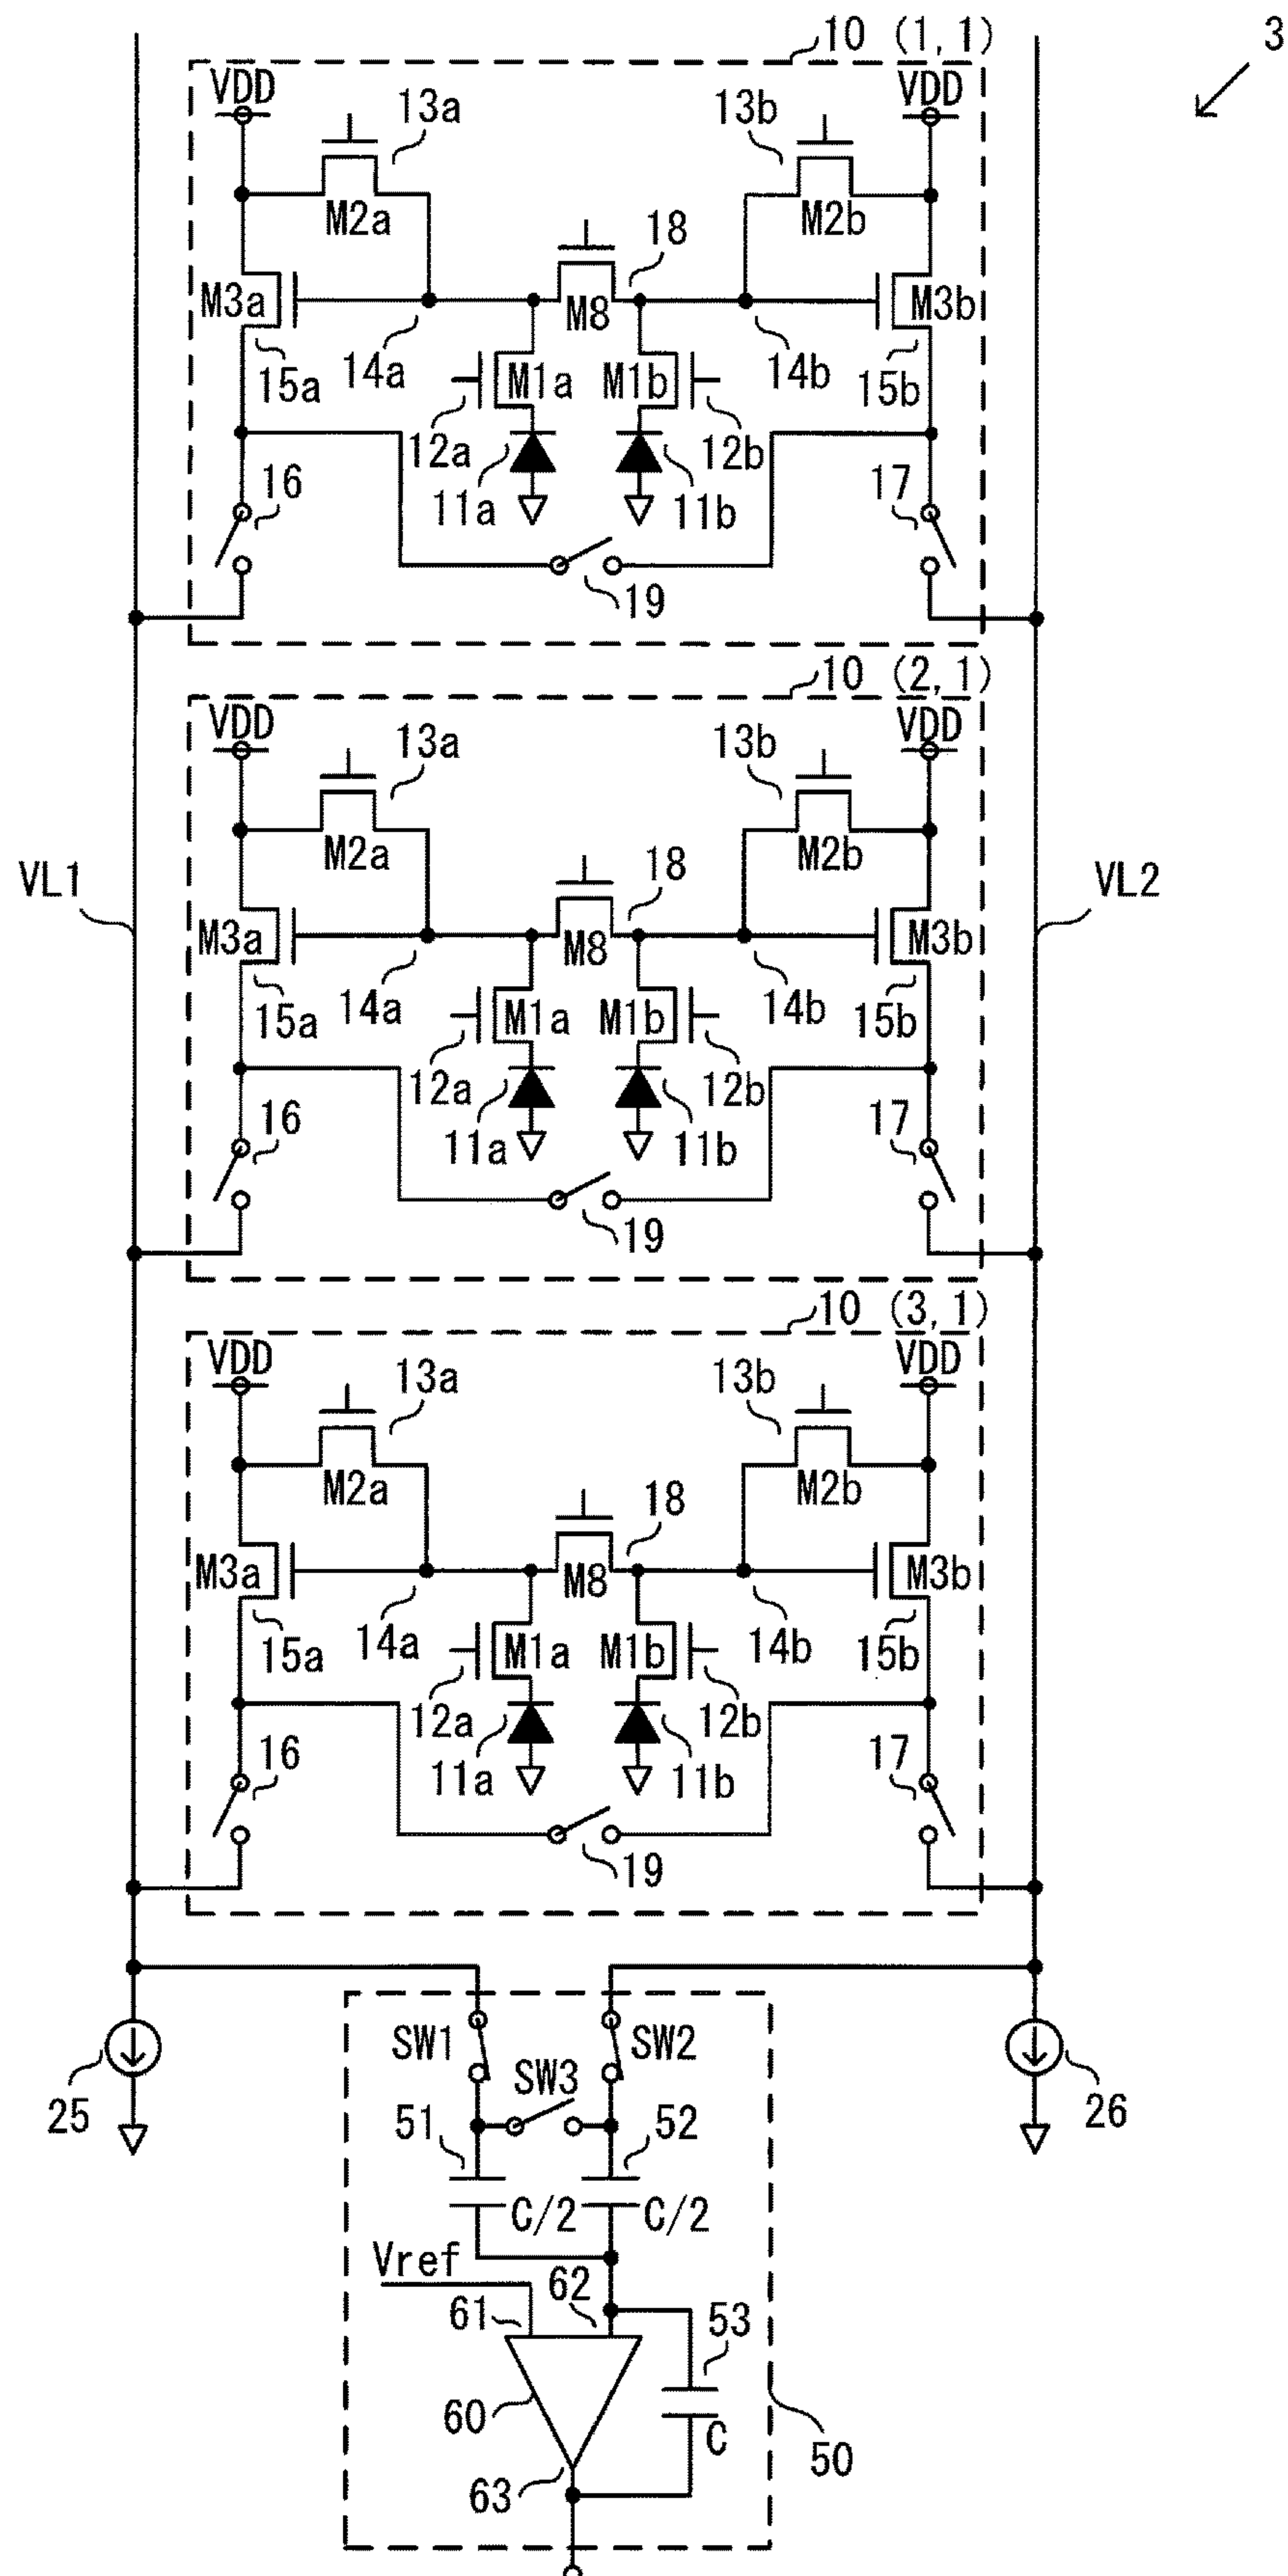 10 (1, 1)
3
VDD
VDD
13a
13b
M2a
M2b
18
M3a
M8
M3b
14a
14b
15a
M1a
M1b
15b
12a
12b
11a
11b
16
17
19
10 (2, 1)
VDD
VDD
13a
13b
M2a
M2b
VL1
VL2
18
M3a
M8
M3b
14a
14b
15a
M1a
M1b
15b
12a
12b
11a
11b
16
17
19
10 (3, 1)
VDD
VDD
13a
13b
M2a
M2b
18
M3a
M8
M3b
14a
14b
15a
M1a
M1b
15b
12a
12b
11a
11b
16
17
19
SW1
SW2
SW3
25
26
51
52
C/2
C/2
Vref
62
61
53
60
C
50
63